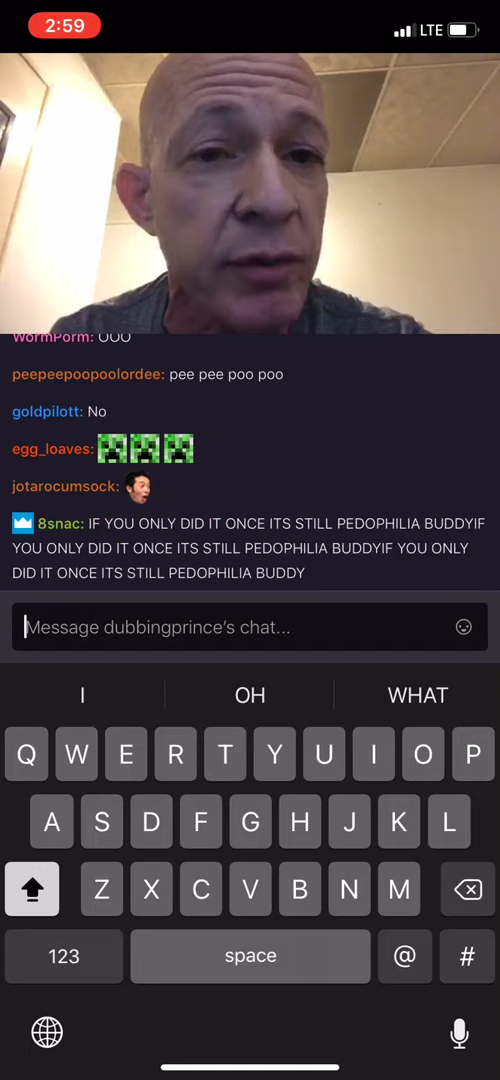 2:59
LTE
WormPorm: OOO
peepeepoopoolordee: pee pee poo poo
goldpilott: No
egg_loaves:
jotarocumsock:
8snac: IF YOU ONLY DID IT ONCE ITS STILL PEDOPHILIA BUDDYIF
YOU ONLY DID IT ONCE ITS STILL PEDOPHILIA BUDDYIF YOU ONLY
DID IT ONCE ITS STILL PEDOPHILIA BUDDY
Message dubbingprince's chat...
I OH WHAT
Q W E R T Y U I O P
A S D F G H J K L
Z X C V B N M
123 space @ #